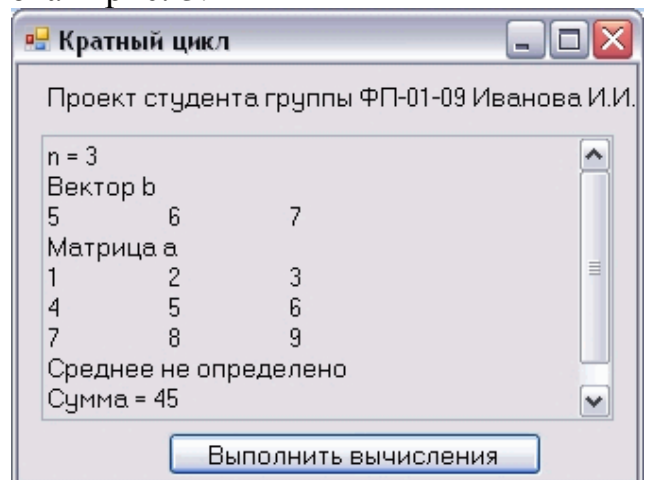 Кратный цикл
Проект студента группы ФП-01-09 Иванова И.И.
n = 3
Вектор b
5 6 7
Матрица a
1 2 3
4 5 6
7 8 9
Среднее не определено
Сумма = 45
Выполнить вычисления